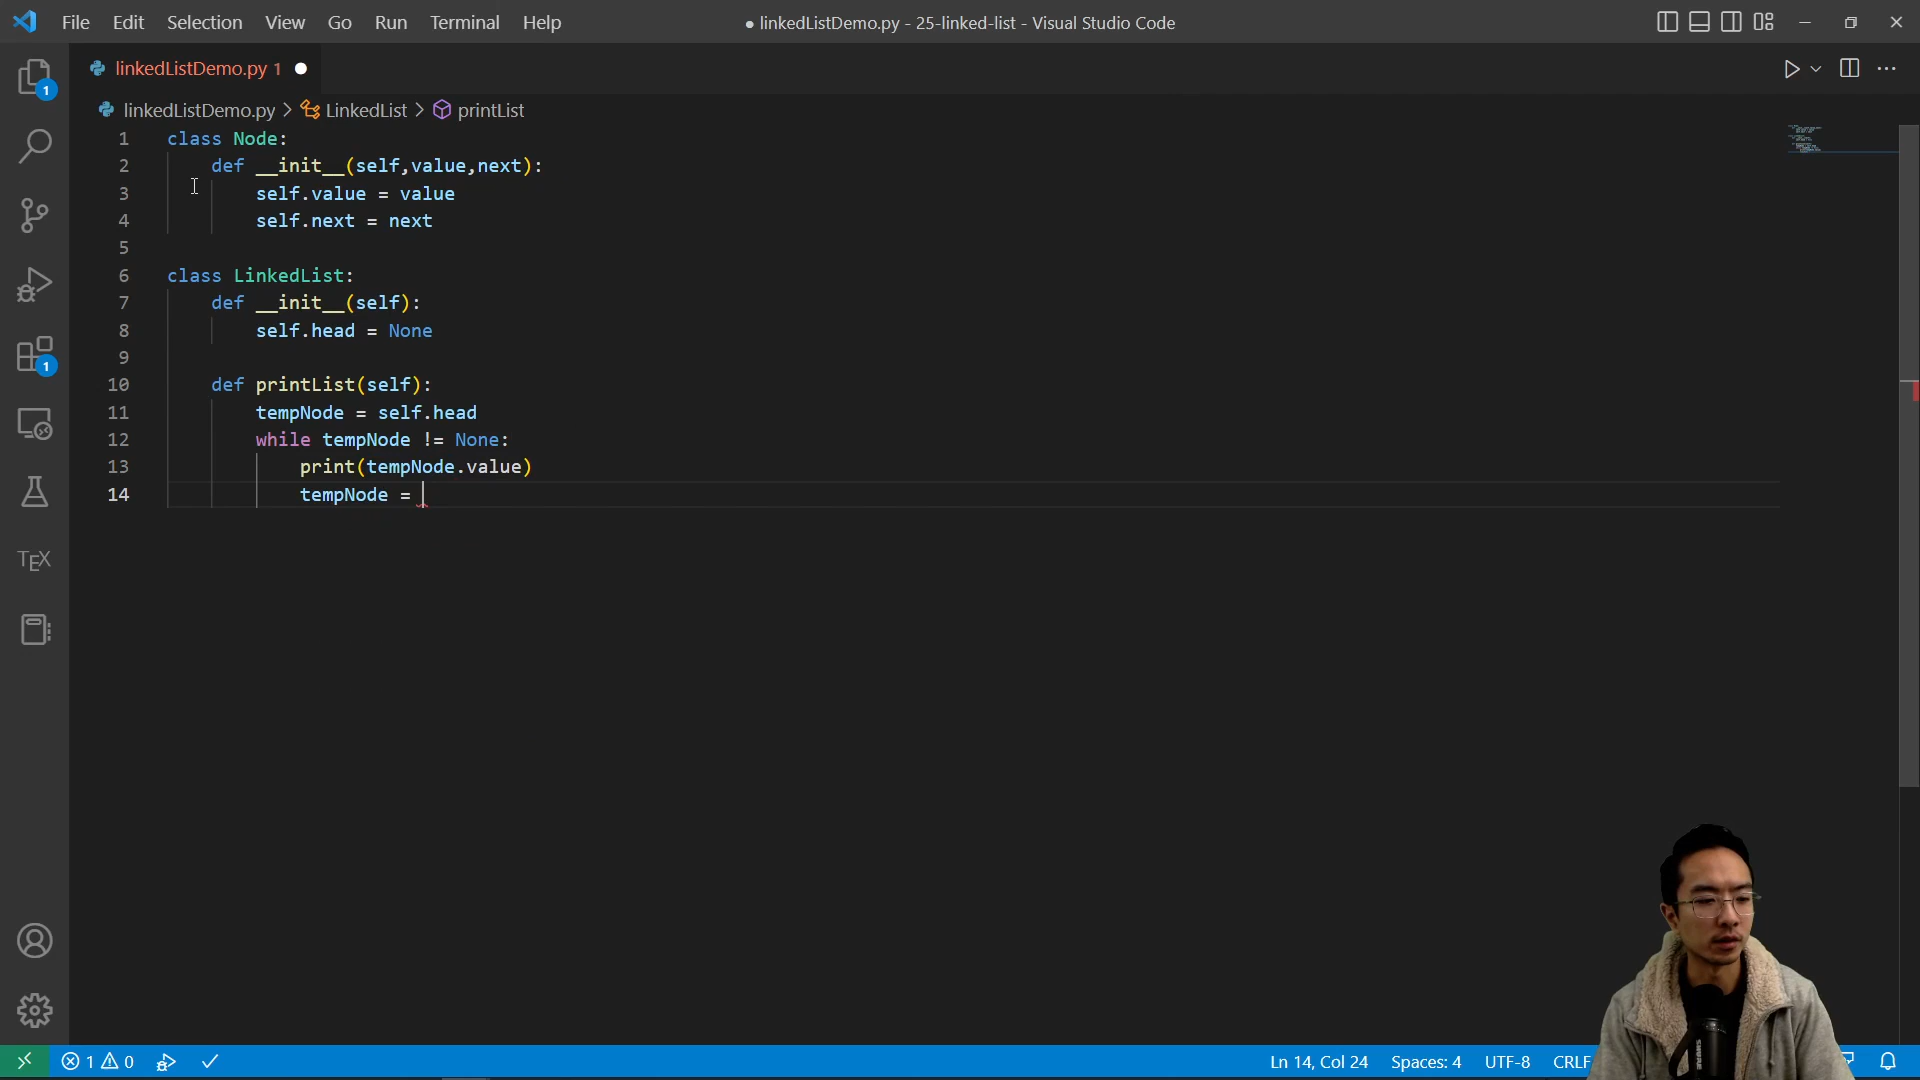 File Edit Selection View Go Run Terminal Help
● linkedListDemo.py - 25-linked-list - Visual Studio Code
linkedListDemo.py 1
linkedListDemo.py > LinkedList > printList
1 class Node:
2 def __init__(self,value,next):
3 self.value = value
4 self.next = next
5
6 class LinkedList:
7 def __init__(self):
8 self.head = None
9
10 def printList(self):
11 tempNode = self.head
12 while tempNode != None:
13 print(tempNode.value)
14 tempNode =
1
1
TEX
1 0
Ln 14, Col 24 Spaces: 4 UTF-8 CRLF
SHURE